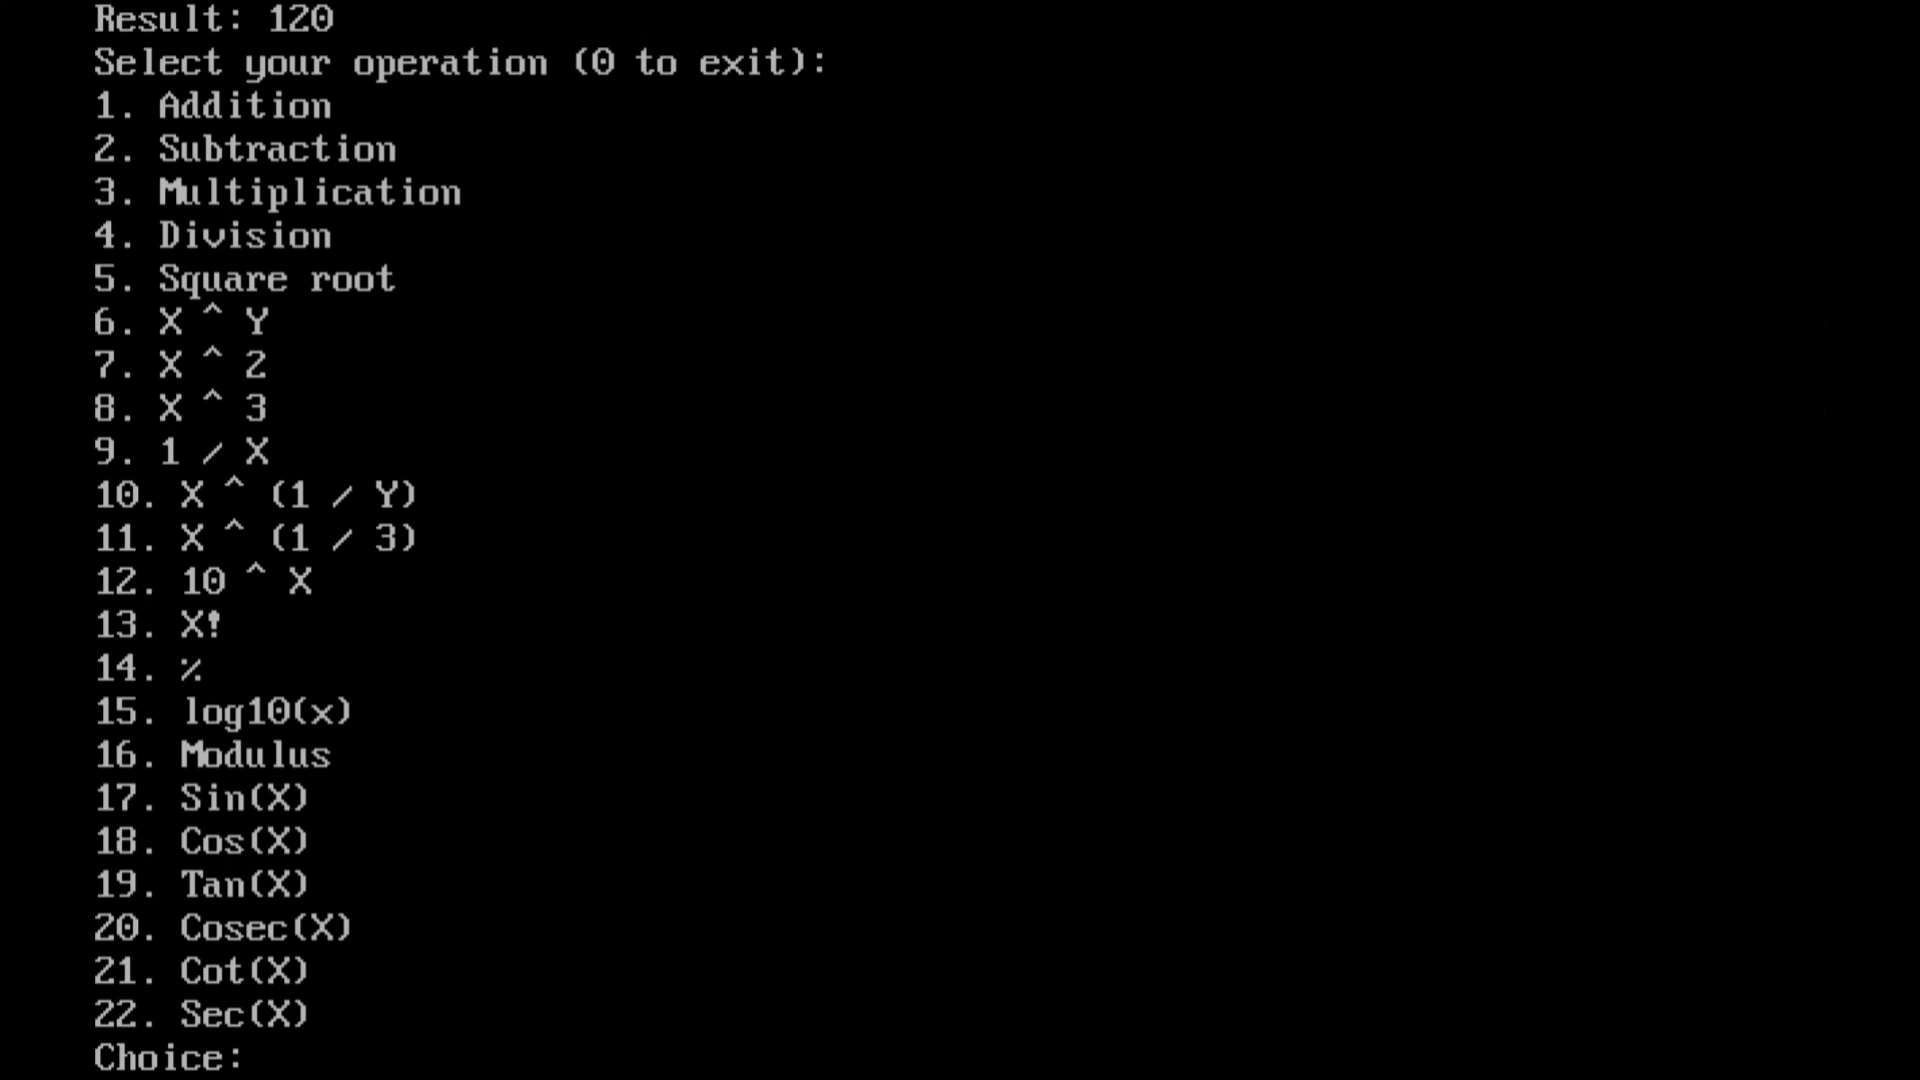 Result: 120
Select your operation (0 to exit):
1. Addition
2. Subtraction
3. Multiplication
4. Division
5. Square root
6. X ^ Y
7. X ^ 2
8. X ^ 3
9. 1 / X
10. X ^ (1 / Y)
11. X ^ (1 / 3)
12. 10 ^ X
13. X!
14. %
15. log10(x)
16. Modulus
17. Sin(X)
18. Cos(X)
19. Tan(X)
20. Cosec(X)
21. Cot(X)
22. Sec(X)
Choice: